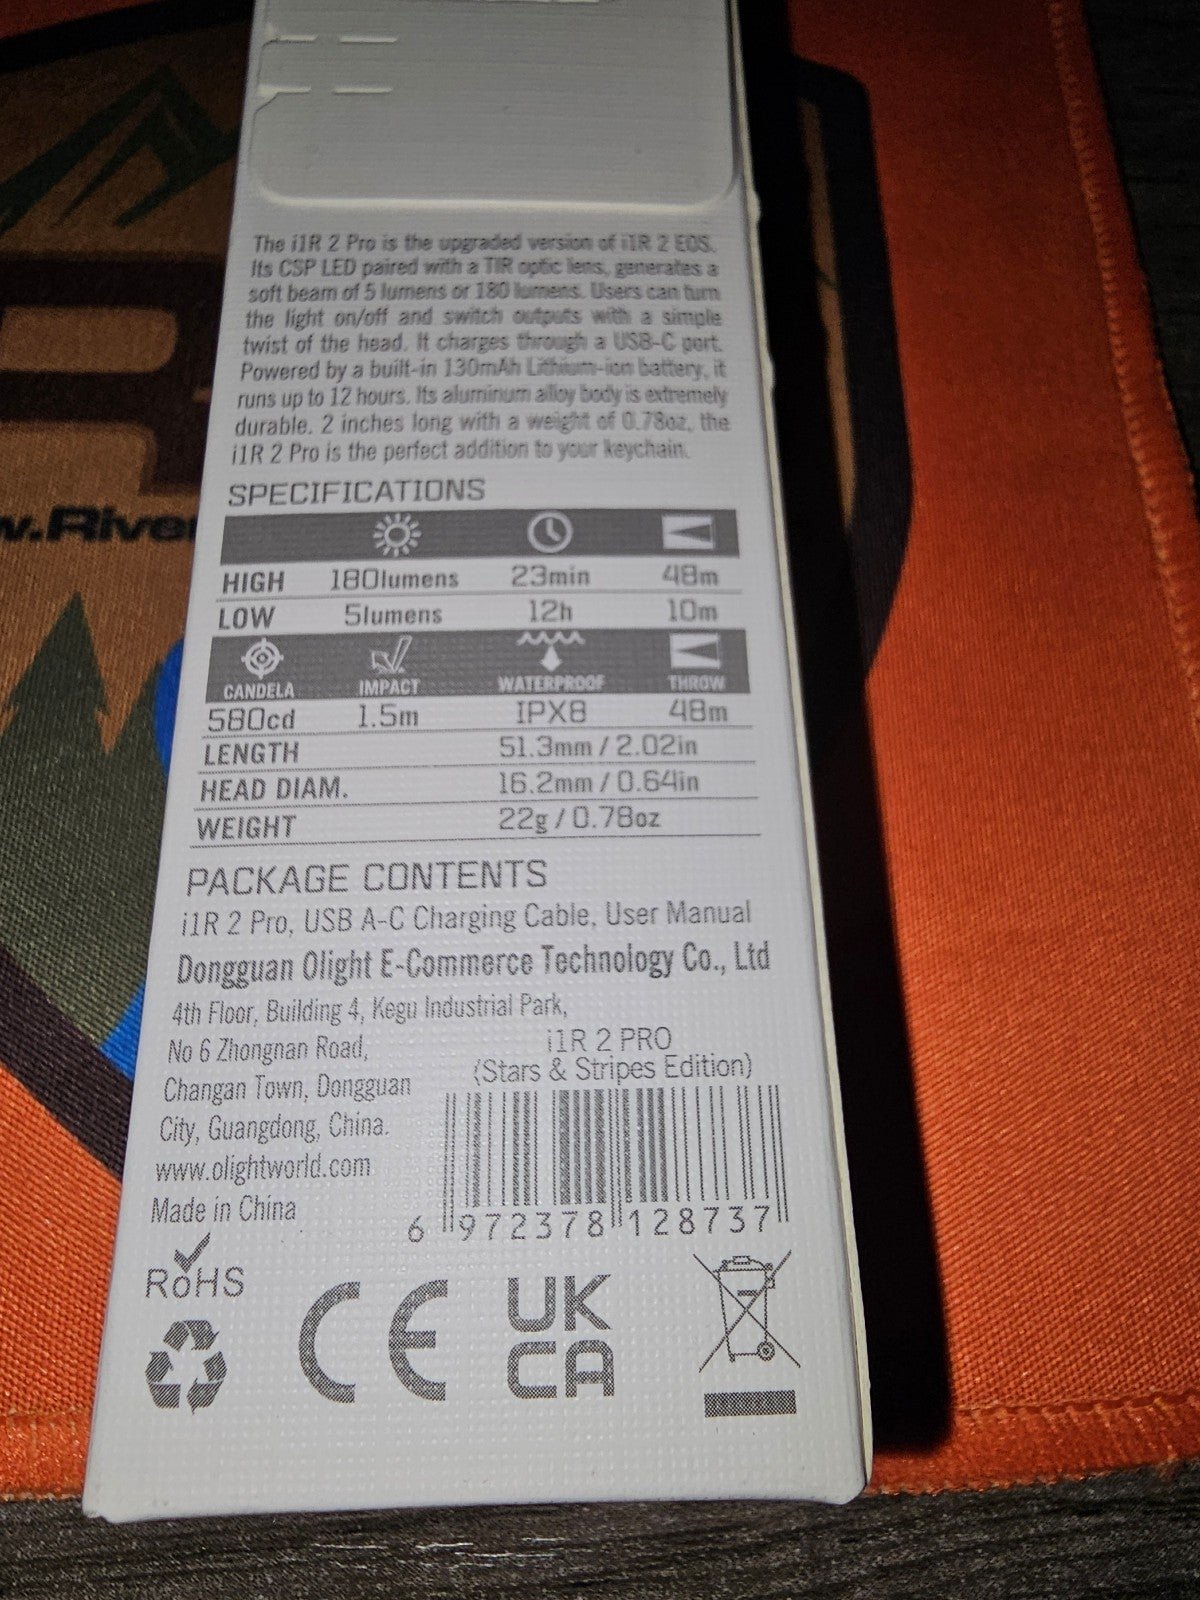 The i1R 2 Pro is the upgraded version of i1R 2 EOS.
Its CSP LED paired with a TIR optic lens, generates a
soft beam of 5 lumens or 180 lumens. Users can turn
the light on/off and switch outputs with a simple
twist of the head. It charges through a USB-C port.
Powered by a built-in 130mAh Lithium-ion battery, it
runs up to 12 hours. Its aluminum alloy body is extremely
durable. 2 inches long with a weight of 0.78oz, the
i1R 2 Pro is the perfect addition to your keychain.
SPECIFICATIONS
HIGH 180lumens 23min 48m
LOW 5lumens 12h 10m
CANDELA IMPACT WATERPROOF THROW
580cd 1.5m IPX8 48m
LENGTH 51.3mm / 2.02in
HEAD DIAM. 16.2mm / 0.64in
WEIGHT 22g / 0.78oz
PACKAGE CONTENTS
i1R 2 Pro, USB A-C Charging Cable, User Manual
Dongguan Olight E-Commerce Technology Co., Ltd
4th Floor, Building 4, Kegu Industrial Park,
No 6 Zhongnan Road,
Changan Town, Dongguan
City, Guangdong, China.
www.olightworld.com
Made in China
i1R 2 PRO
(Stars & Stripes Edition)
6 972378 128737
RoHS
CE
UK
CA
w.River